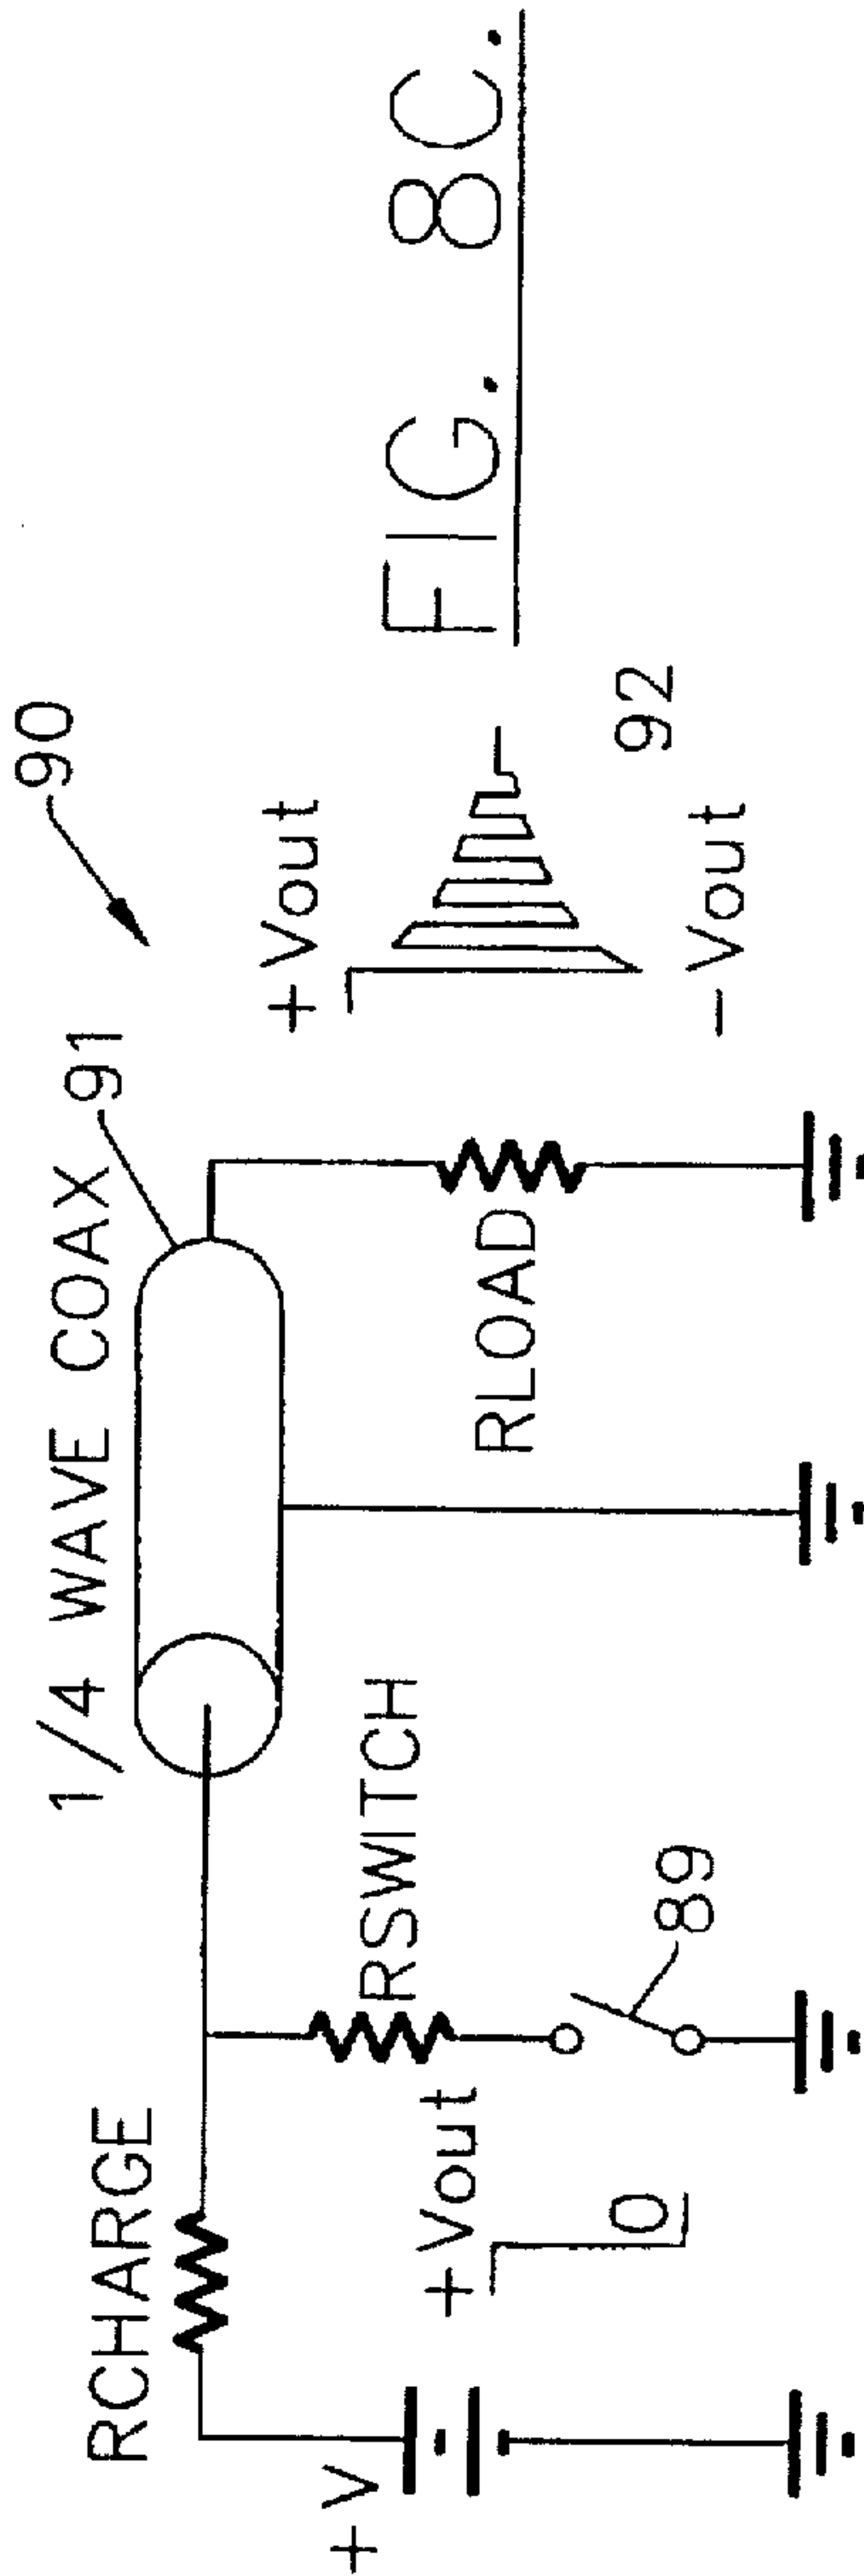 90
1/4 WAVE COAX
91
RCHARGE
RSWITCH
+V
+Vout
0
89
RLOAD
+Vout
-Vout
92
FIG. 8C.